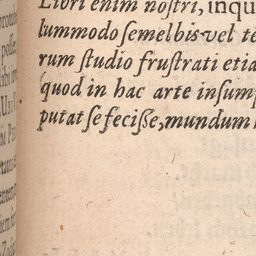 Libri enim noſtri, inqu
lummodo ſemel bis vel te
rum ſtudio fruſtrati etia
quod in hac arte inſump
putat ſe feciſſe, mundum